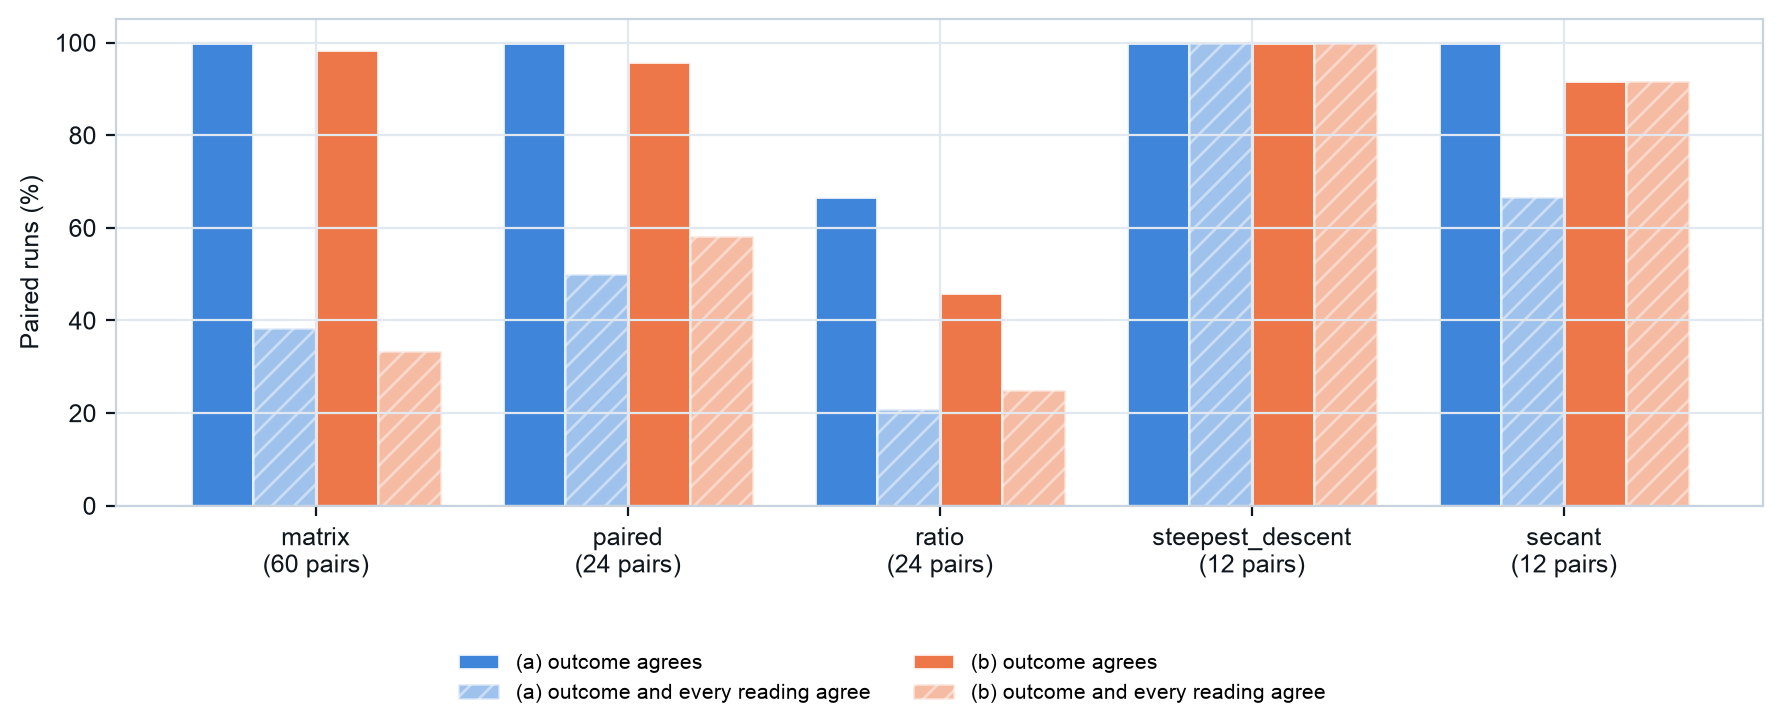 100
80
60
40
20
0
Paired runs (%)
matrix
(60 pairs)
paired
(24 pairs)
ratio
(24 pairs)
steepest_descent
(12 pairs)
secant
(12 pairs)
(a) outcome agrees
(a) outcome and every reading agree
(b) outcome agrees
(b) outcome and every reading agree